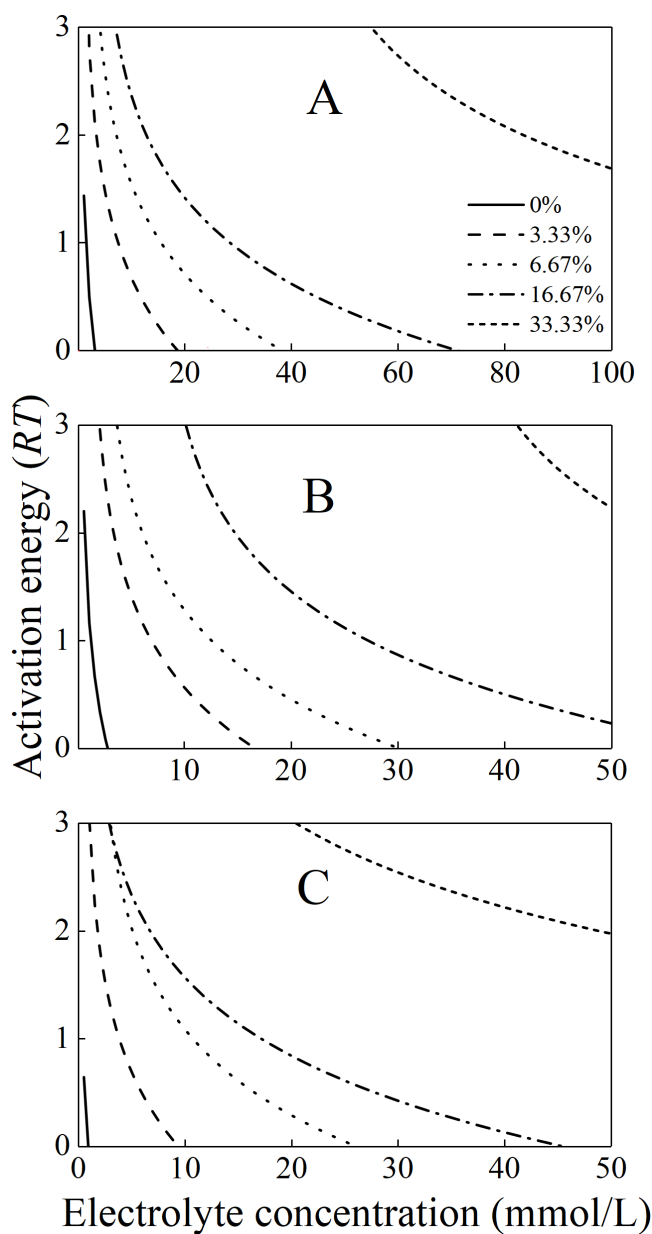 3
2
1
0
A
0%
3.33%
6.67%
16.67%
33.33%
20 40 60 80 100
Activation energy (RT)
3
2
1
0
B
10 20 30 40 50
3
2
1
0
C
0 10 20 30 40 50
Electrolyte concentration (mmol/L)